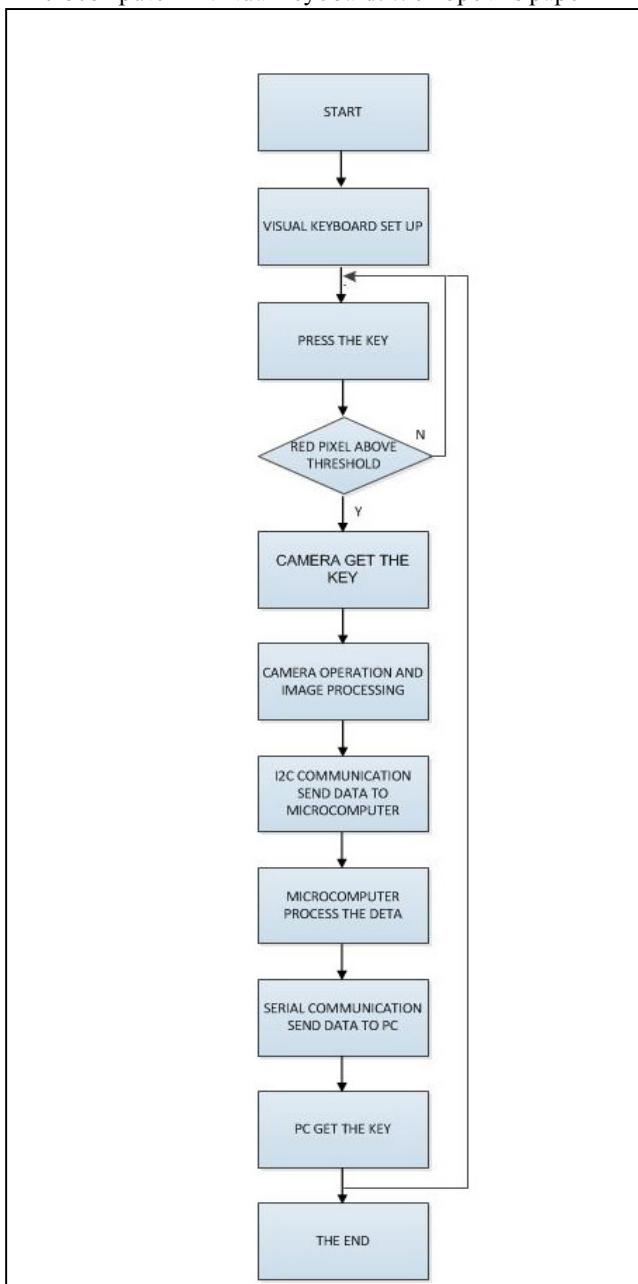 START
VISUAL KEYBOARD SET UP
PRESS THE KEY
RED PIXEL ABOVE
THRESHOLD
N
Y
CAMERA GET THE
KEY
CAMERA OPERATION AND
IMAGE PROCESSING
I2C COMMUNICATION
SEND DATA TO
MICROCOMPUTER
MICROCOMPUTER
PROCESS THE DETA
SERIAL COMMUNICATION
SEND DATA TO PC
PC GET THE KEY
THE END